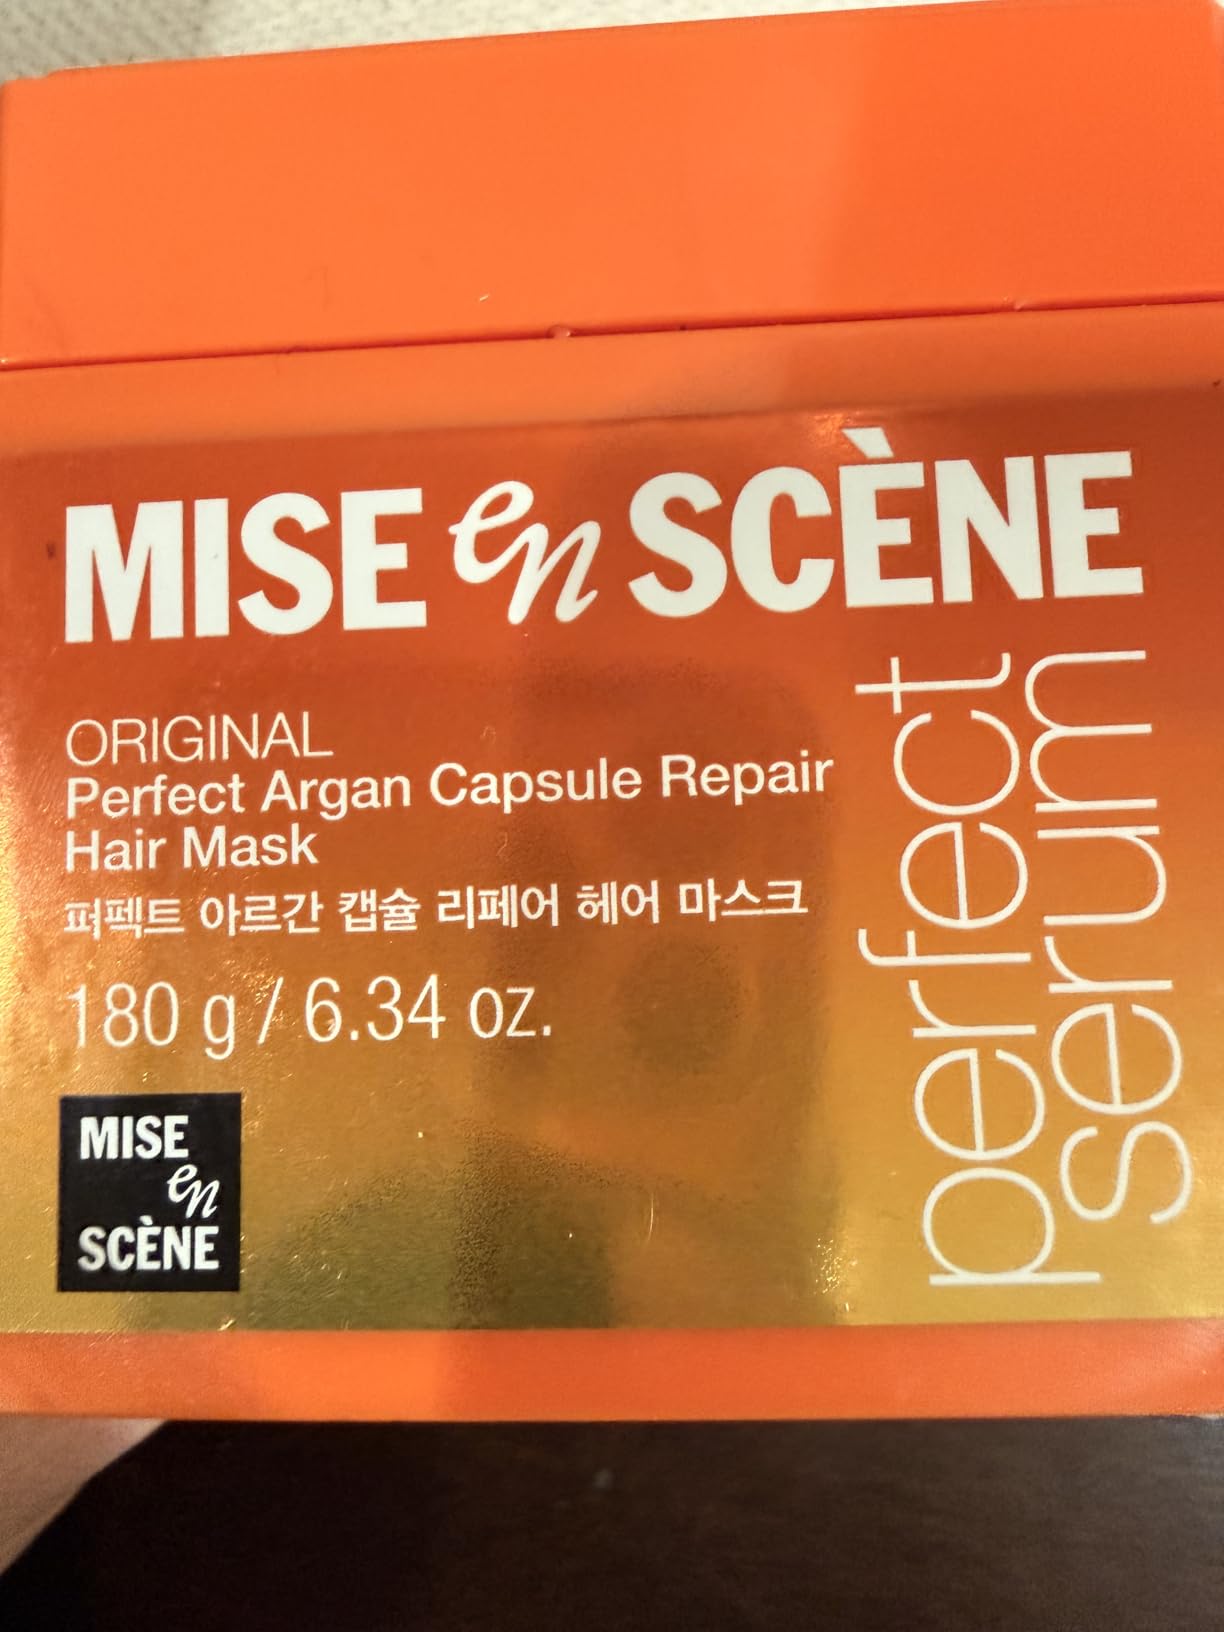 MISE en SCÈNE
ORIGINAL
Perfect Argan Capsule Repair
Hair Mask
퍼펙트 아르간 캡슐 리페어 헤어 마스크
180 g / 6.34 oz.
perfect
serum
MISE
en
SCÈNE